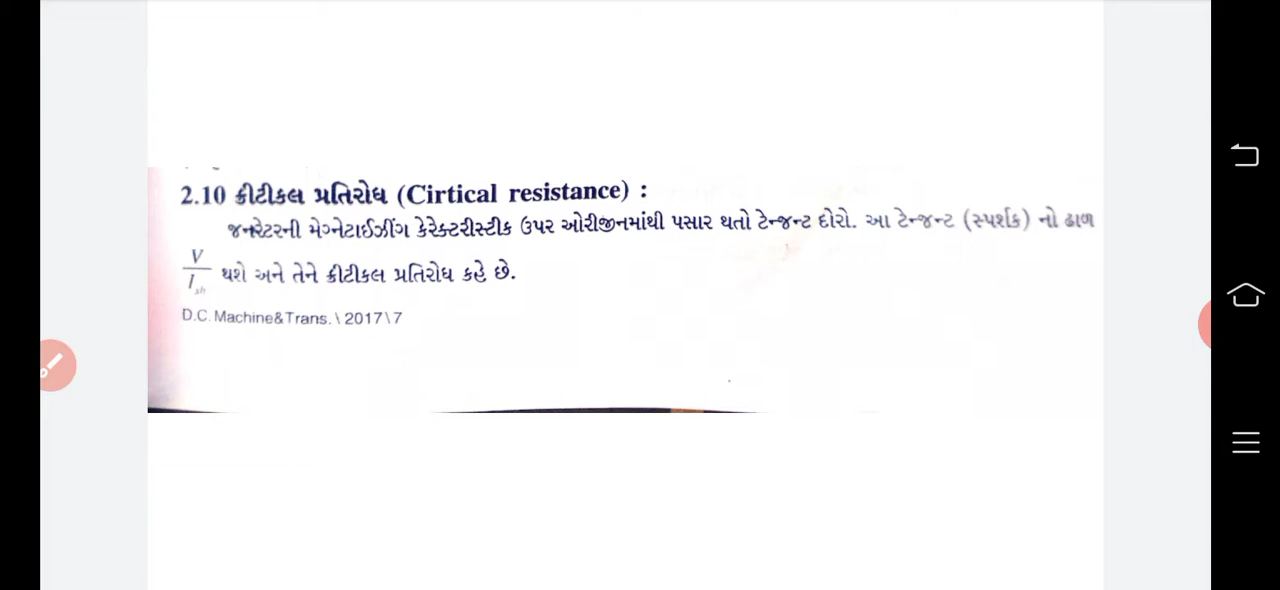 2.10 ક્રીટીકલ પ્રતિરોધ (Cirtical resistance) :
જનરેટરની મેગ્નેટાઈઝીંગ કેરેક્ટરીસ્ટીક ઉપર ઓરીજીનમાંથી પસાર થતો ટેન્જન્ટ દોરો. આ ટેન્જન્ટ (સ્પર્શક) નો ઢાળ
V/I_sh થશે અને તેને ક્રીટીકલ પ્રતિરોધ કહે છે.
D.C. Machine&Trans.\2017\7